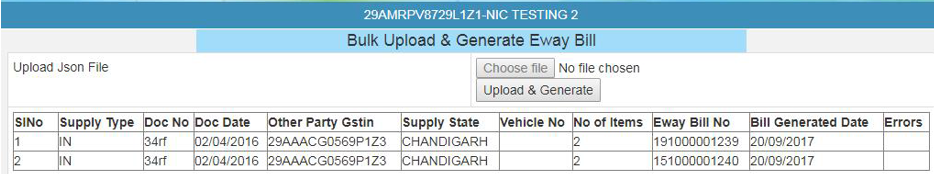 29AMRPV8729L1Z1-NIC TESTING 2
Bulk Upload & Generate Eway Bill
Upload Json File Choose file No file chosen
Upload & Generate
SlNo Supply Type Doc No Doc Date Other Party Gstin Supply State Vehicle No No of Items Eway Bill No Bill Generated Date Errors
1 IN 34rf 02/04/2016 29AAACG0569P1Z3 CHANDIGARH 2 191000001239 20/09/2017
2 IN 34rf 02/04/2016 29AAACG0569P1Z3 CHANDIGARH 2 151000001240 20/09/2017